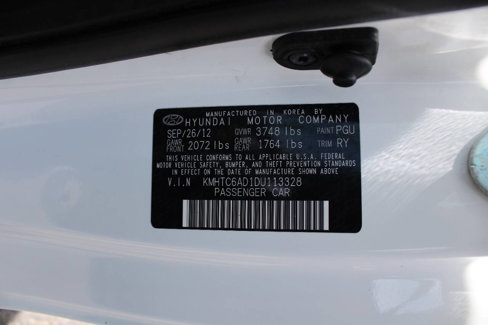 MANUFACTURED IN KOREA BY
HYUNDAI MOTOR COMPANY
SEP/26/12 GVWR 3748 lbs PAINT PGU
GAWR FRONT 2072 lbs GAWR REAR 1764 lbs TRIM RY
THIS VEHICLE CONFORMS TO ALL APPLICABLE U.S.A. FEDERAL
MOTOR VEHICLE SAFETY, BUMPER, AND THEFT PREVENTION STANDARDS
IN EFFECT ON THE DATE OF MANUFACTURE SHOWN ABOVE
V.I.N KMHTC6AD1DU113328
PASSENGER CAR